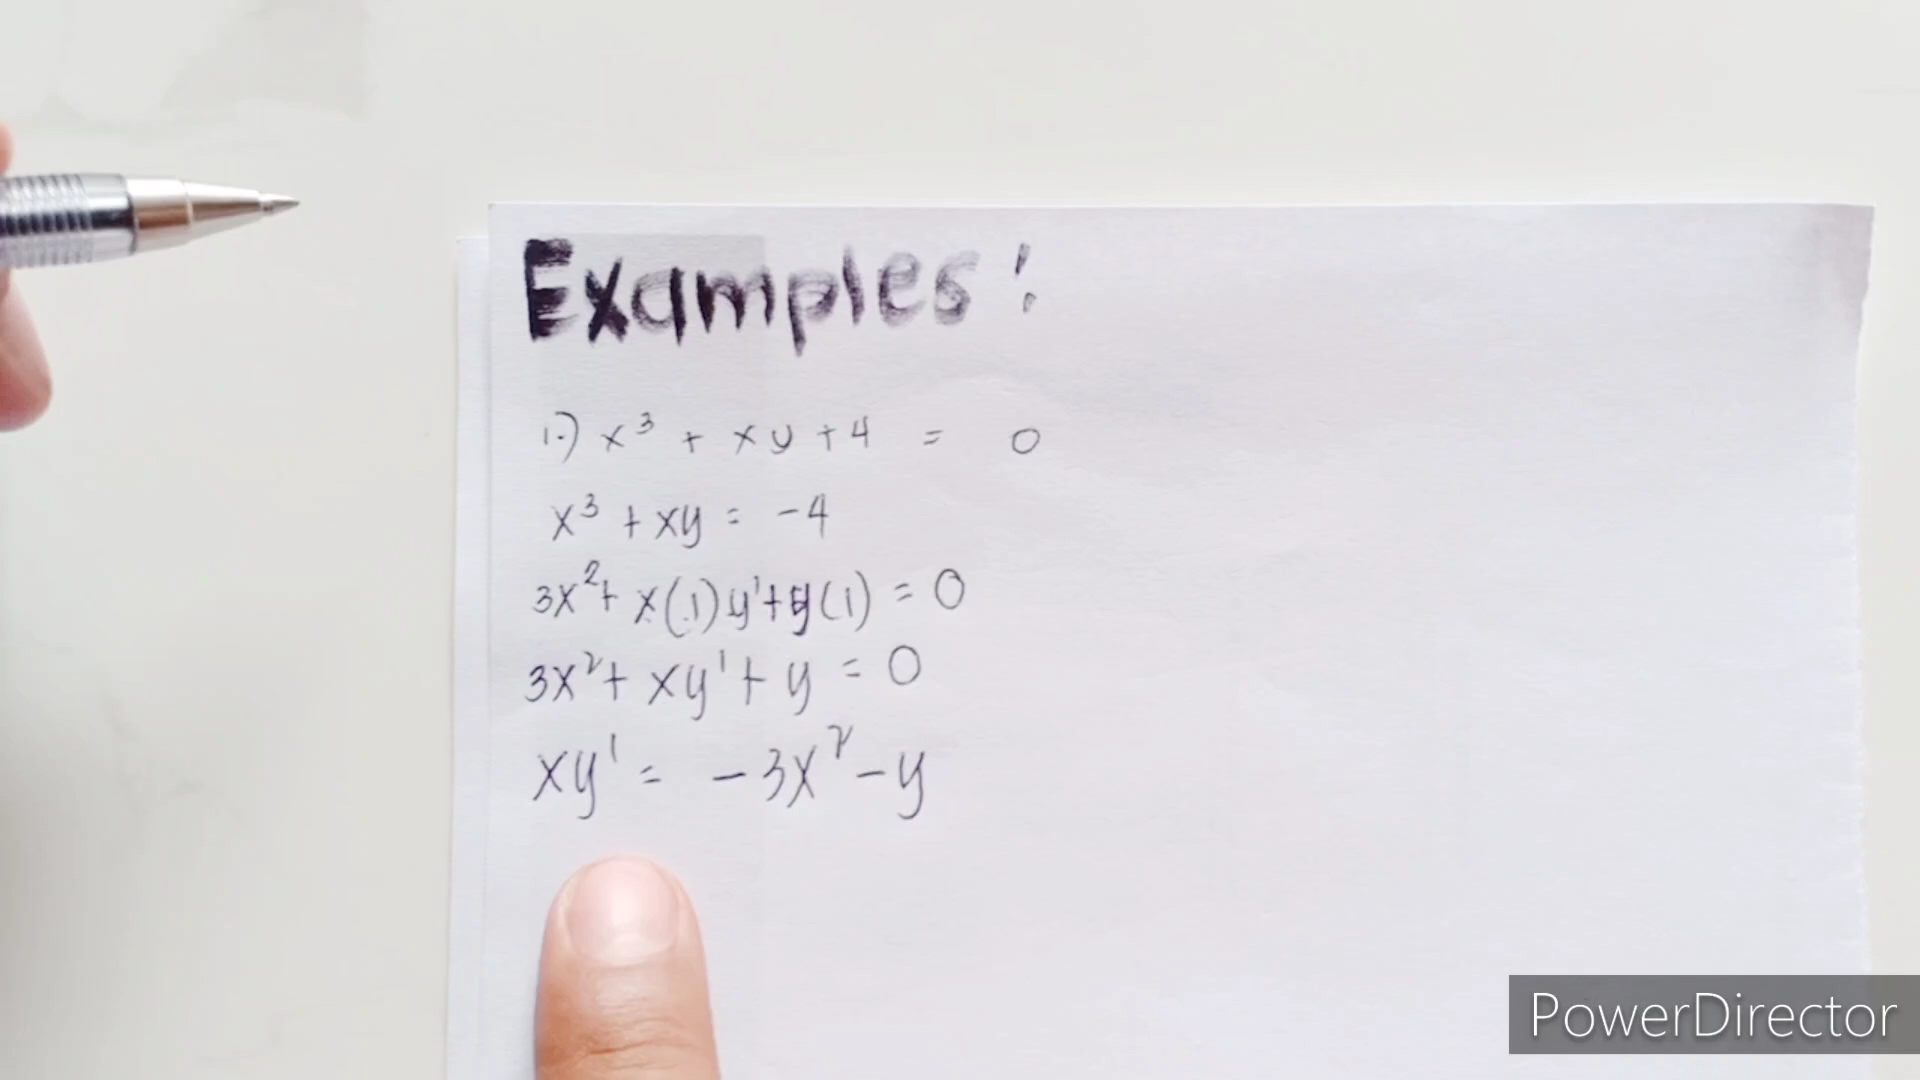 Examples:
1.) x³ + xy + 4 = 0
x³ + xy = -4
3x² + x(1)y' + y(1) = 0
3x² + xy' + y = 0
xy' = -3x² - y
PowerDirector